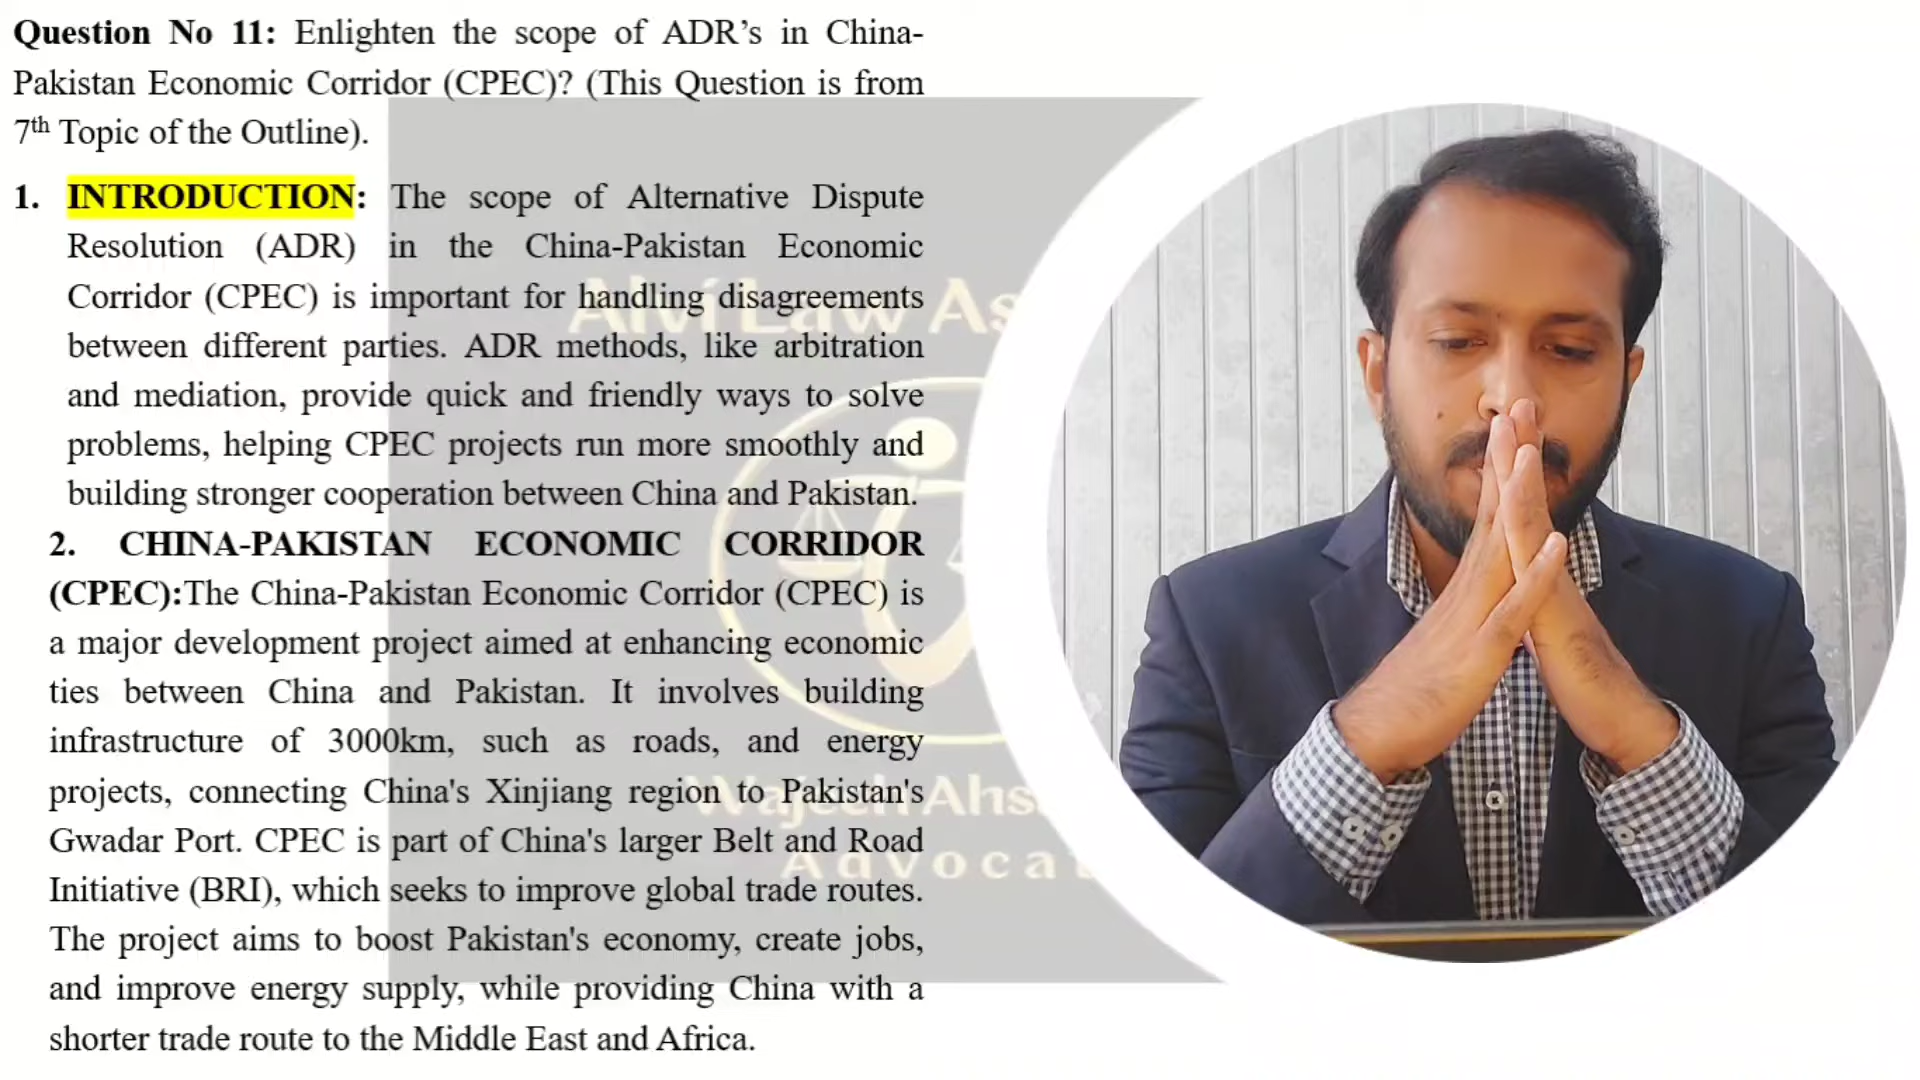 Question No 11: Enlighten the scope of ADR’s in China-
Pakistan Economic Corridor (CPEC)? (This Question is from
7th Topic of the Outline).
1. INTRODUCTION: The scope of Alternative Dispute
Resolution (ADR) in the China-Pakistan Economic
Corridor (CPEC) is important for handling disagreements
between different parties. ADR methods, like arbitration
and mediation, provide quick and friendly ways to solve
problems, helping CPEC projects run more smoothly and
building stronger cooperation between China and Pakistan.
2. CHINA-PAKISTAN ECONOMIC CORRIDOR
(CPEC):The China-Pakistan Economic Corridor (CPEC) is
a major development project aimed at enhancing economic
ties between China and Pakistan. It involves building
infrastructure of 3000km, such as roads, and energy
projects, connecting China's Xinjiang region to Pakistan's
Gwadar Port. CPEC is part of China's larger Belt and Road
Initiative (BRI), which seeks to improve global trade routes.
The project aims to boost Pakistan's economy, create jobs,
and improve energy supply, while providing China with a
shorter trade route to the Middle East and Africa.
Alvi Law